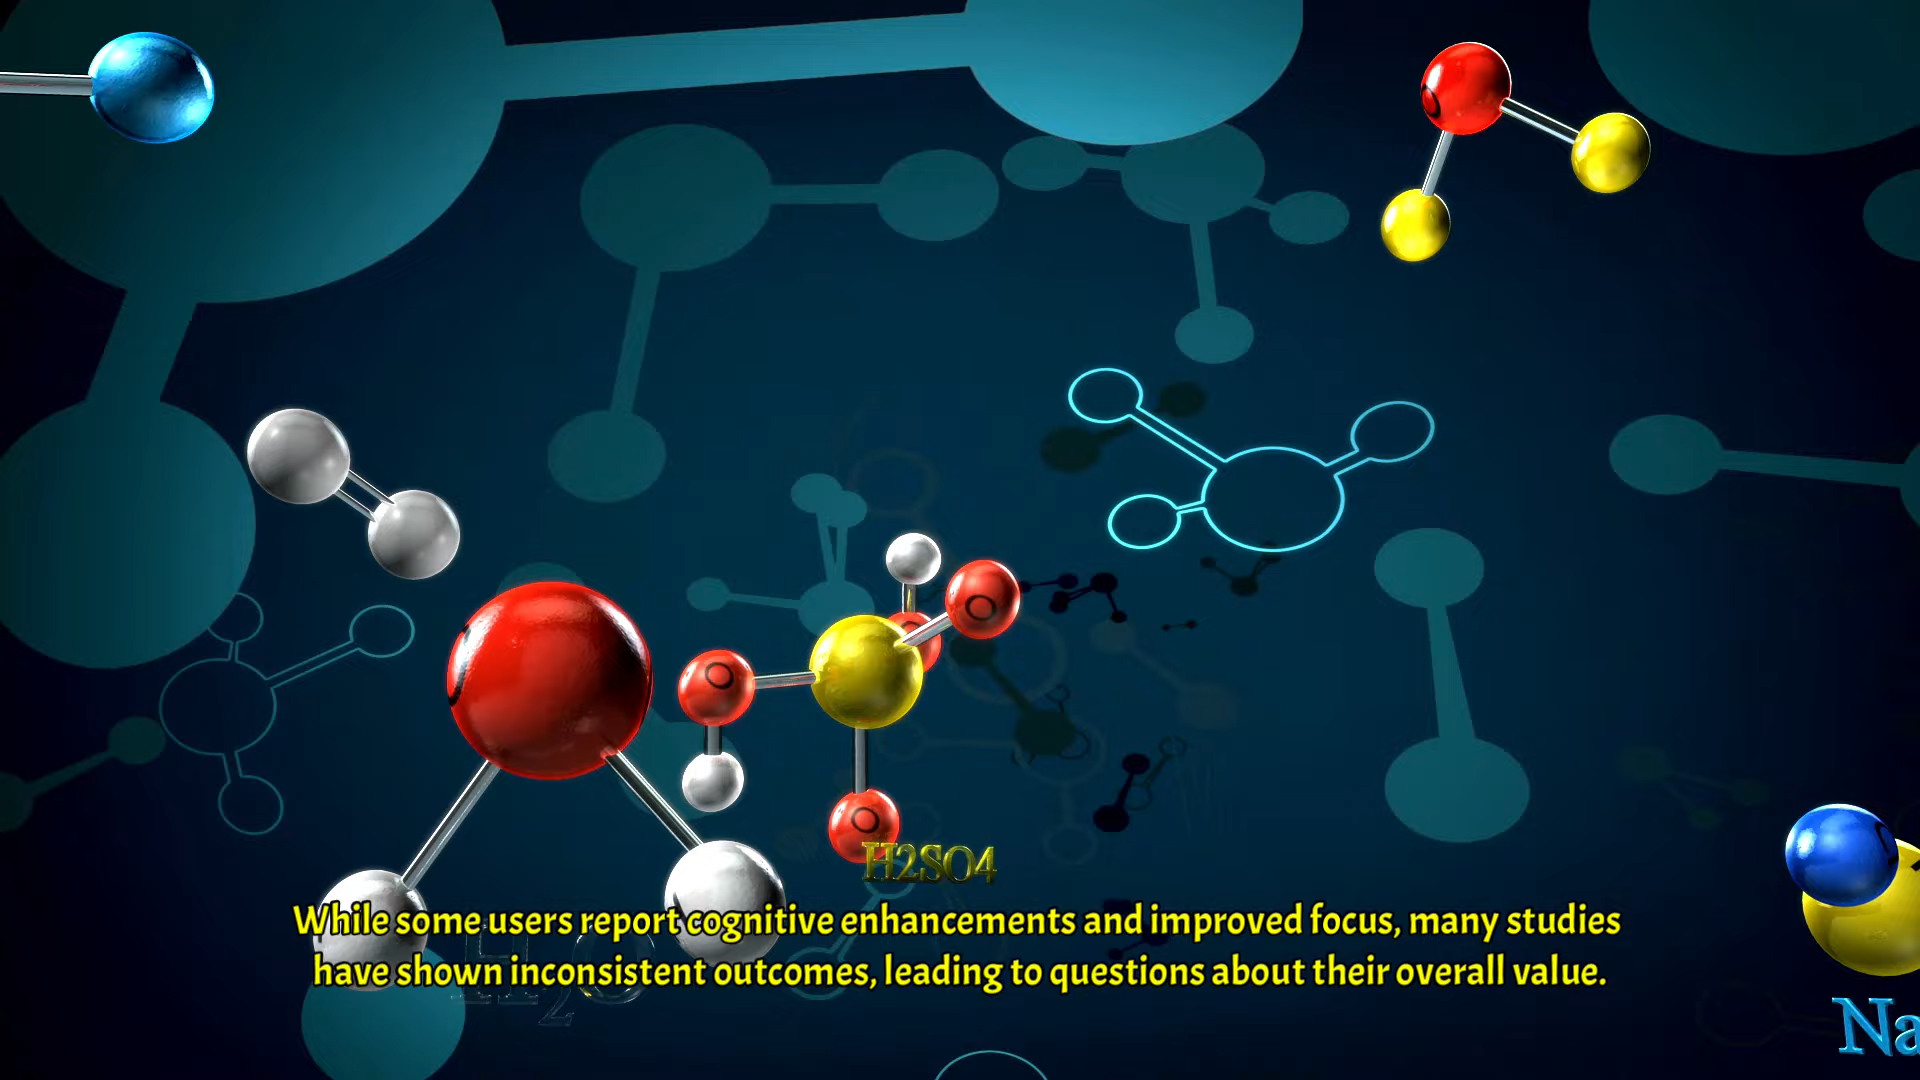 O
O
O
O
H2SO4
While some users report cognitive enhancements and improved focus, many studies
have shown inconsistent outcomes, leading to questions about their overall value.
H2O
Na